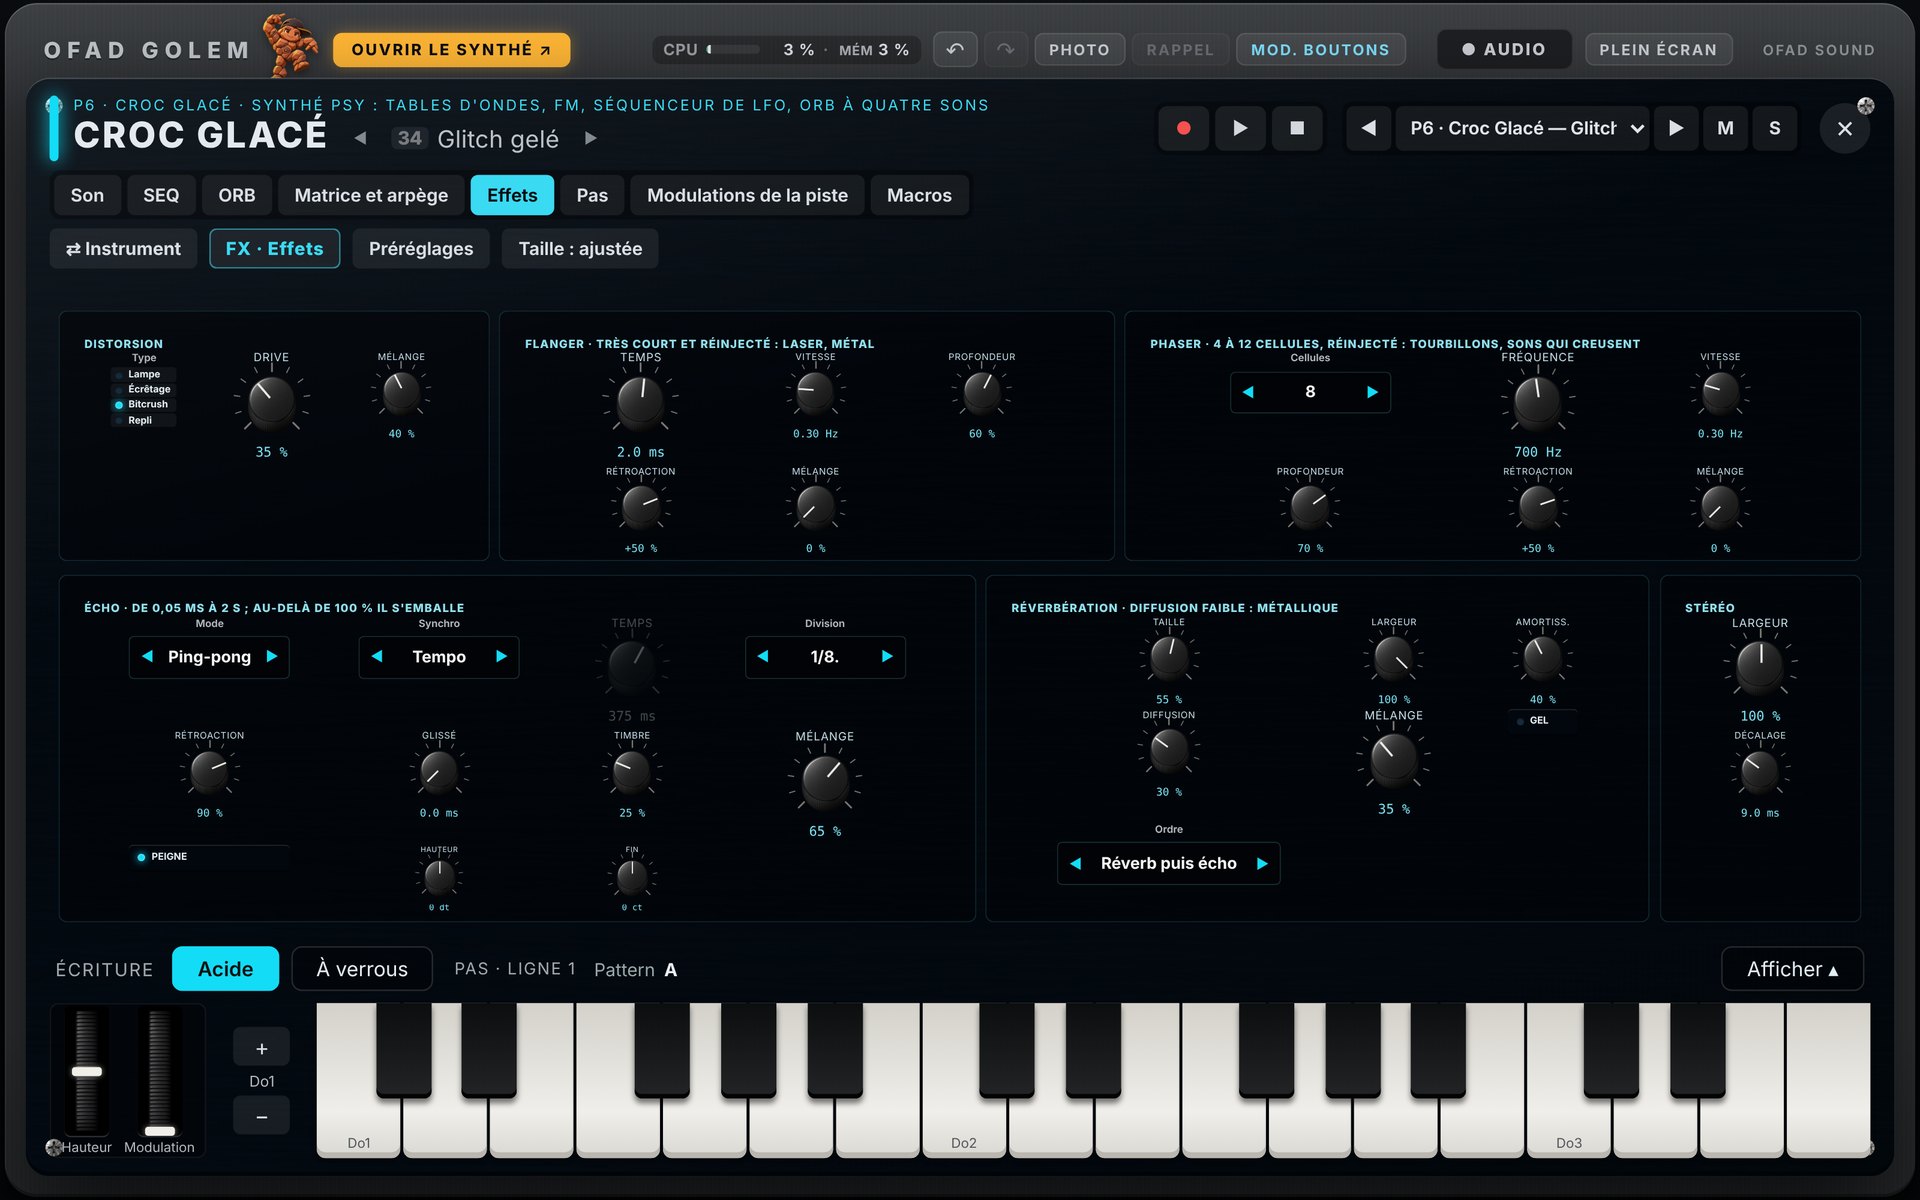 OFAD GOLEM OUVRIR LE SYNTHÉ ↗ CPU 3 % · MÉM 3 % ↶ ↷ PHOTO RAPPEL MOD. BOUTONS AUDIO PLEIN ÉCRAN OFAD SOUND
P6 · CROC GLACÉ · SYNTHÉ PSY : TABLES D'ONDES, FM, SÉQUENCEUR DE LFO, ORB À QUATRE SONS
CROC GLACÉ ◀ 34 Glitch gelé ▶ P6 · Croc Glacé — Glitch M S ✕
Son SEQ ORB Matrice et arpège Effets Pas Modulations de la piste Macros
⇄ Instrument FX · Effets Préréglages Taille : ajustée
DISTORSION
Type DRIVE MÉLANGE
Lampe
Écrêtage
Bitcrush
Repli
35 % 40 %
FLANGER · TRÈS COURT ET RÉINJECTÉ : LASER, MÉTAL
TEMPS VITESSE PROFONDEUR
2.0 ms 0.30 Hz 60 %
RÉTROACTION MÉLANGE
+50 % 0 %
PHASER · 4 À 12 CELLULES, RÉINJECTÉ : TOURBILLONS, SONS QUI CREUSENT
Cellules FRÉQUENCE VITESSE
8 700 Hz 0.30 Hz
PROFONDEUR RÉTROACTION MÉLANGE
70 % +50 % 0 %
ÉCHO · DE 0,05 MS À 2 S ; AU-DELÀ DE 100 % IL S'EMBALLE
Mode Synchro TEMPS Division
Ping-pong Tempo 375 ms 1/8.
RÉTROACTION GLISSÉ TIMBRE MÉLANGE
90 % 0.0 ms 25 % 65 %
PEIGNE HAUTEUR FIN
0 dt 0 ct
RÉVERBÉRATION · DIFFUSION FAIBLE : MÉTALLIQUE
TAILLE LARGEUR AMORTISS.
55 % 100 % 40 %
DIFFUSION MÉLANGE GEL
30 % 35 %
Ordre
Réverb puis écho
STÉRÉO
LARGEUR
100 %
DÉCALAGE
9.0 ms
ÉCRITURE Acide À verrous PAS · LIGNE 1 Pattern A Afficher ▴
+
Do1
−
Hauteur Modulation
Do1 Do2 Do3